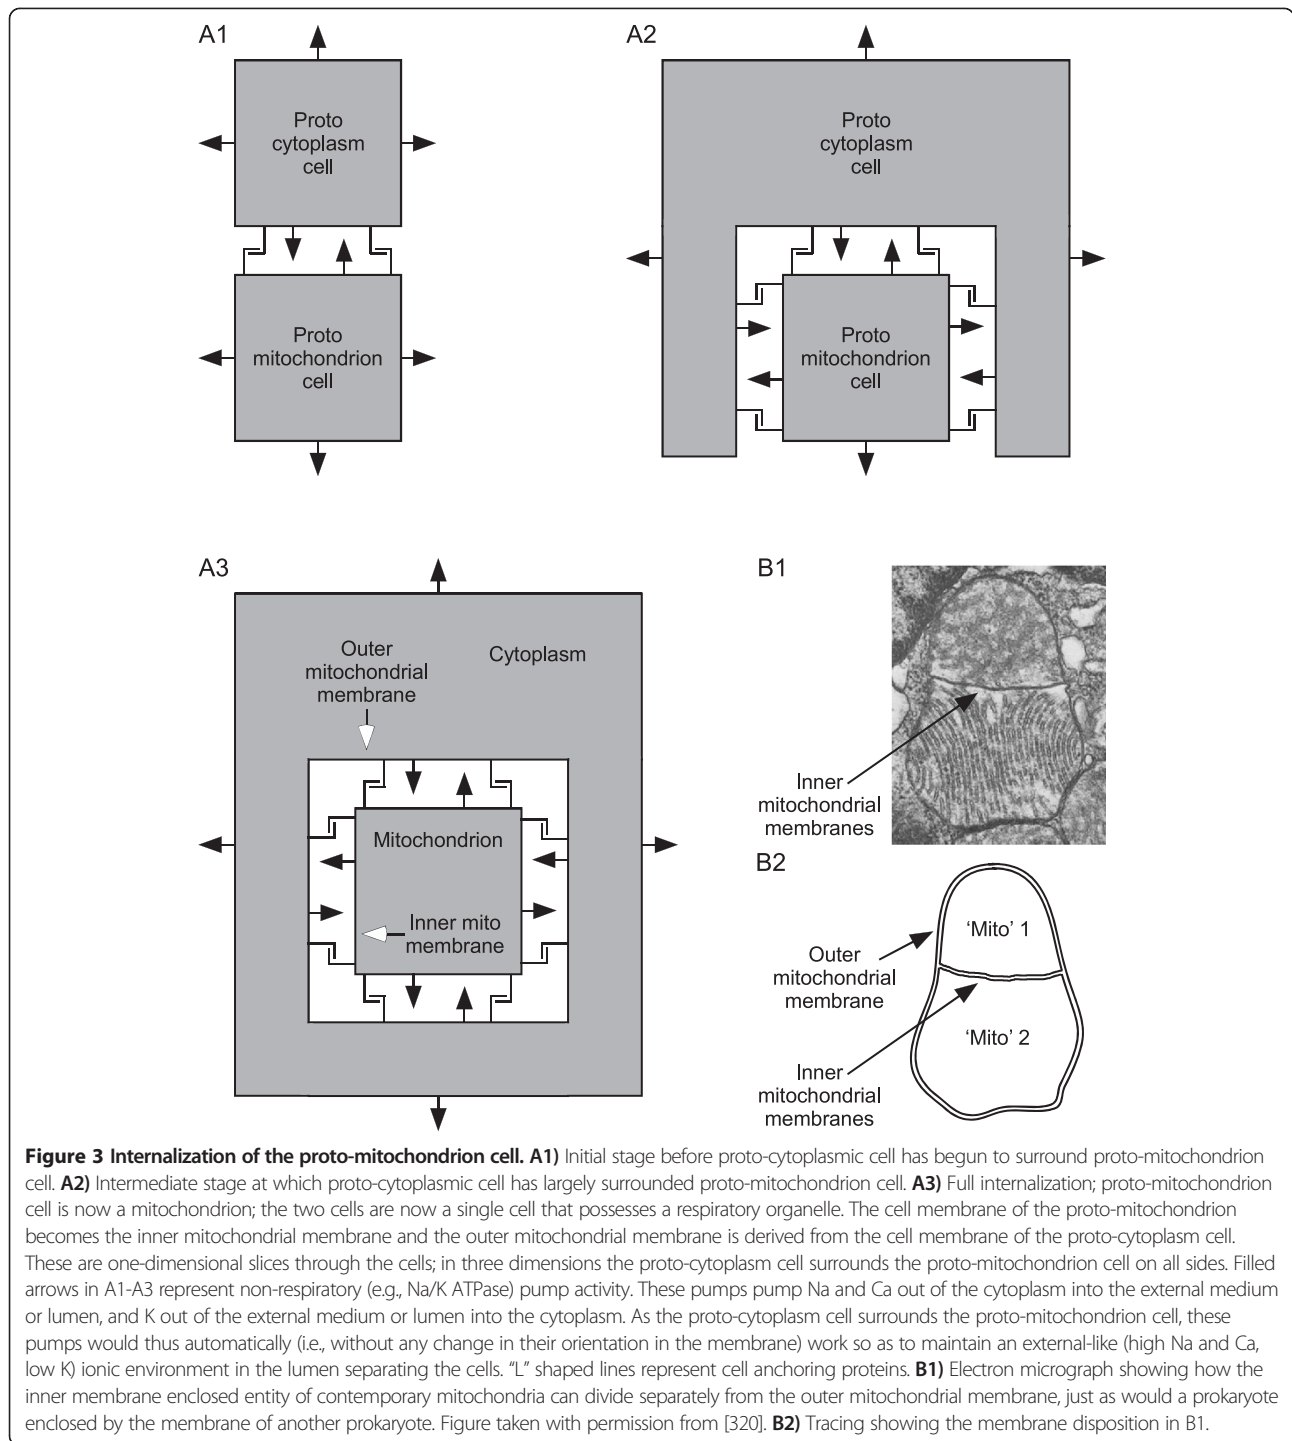 A1
Proto
cytoplasm
cell
Proto
mitochondrion
cell
A2
Proto
cytoplasm
cell
Proto
mitochondrion
cell
A3
Outer
mitochondrial
membrane
Cytoplasm
Mitochondrion
Inner mito
membrane
B1
Inner
mitochondrial
membranes
B2
'Mito' 1
Outer
mitochondrial
membrane
'Mito' 2
Inner
mitochondrial
membranes
Figure 3 Internalization of the proto-mitochondrion cell. A1) Initial stage before proto-cytoplasmic cell has begun to surround proto-mitochondrion
cell. A2) Intermediate stage at which proto-cytoplasmic cell has largely surrounded proto-mitochondrion cell. A3) Full internalization; proto-mitochondrion
cell is now a mitochondrion; the two cells are now a single cell that possesses a respiratory organelle. The cell membrane of the proto-mitochondrion
becomes the inner mitochondrial membrane and the outer mitochondrial membrane is derived from the cell membrane of the proto-cytoplasm cell.
These are one-dimensional slices through the cells; in three dimensions the proto-cytoplasm cell surrounds the proto-mitochondrion cell on all sides. Filled
arrows in A1-A3 represent non-respiratory (e.g., Na/K ATPase) pump activity. These pumps pump Na and Ca out of the cytoplasm into the external medium
or lumen, and K out of the external medium or lumen into the cytoplasm. As the proto-cytoplasm cell surrounds the proto-mitochondrion cell, these
pumps would thus automatically (i.e., without any change in their orientation in the membrane) work so as to maintain an external-like (high Na and Ca,
low K) ionic environment in the lumen separating the cells. "L" shaped lines represent cell anchoring proteins. B1) Electron micrograph showing how the
inner membrane enclosed entity of contemporary mitochondria can divide separately from the outer mitochondrial membrane, just as would a prokaryote
enclosed by the membrane of another prokaryote. Figure taken with permission from [320]. B2) Tracing showing the membrane disposition in B1.